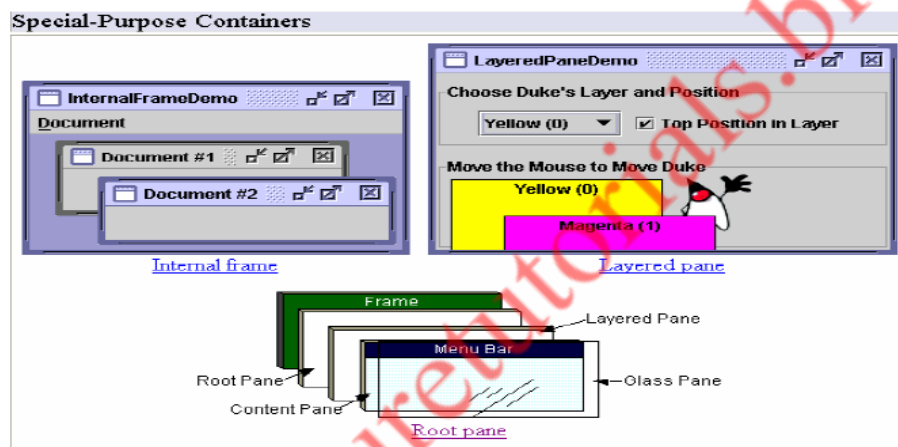 Special-Purpose Containers
InternalFrameDemo
Document
Document #1
Document #2
Internal frame
LayeredPaneDemo
Choose Duke's Layer and Position
Yellow (0)
Top Position in Layer
Move the Mouse to Move Duke
Yellow (0)
Magenta (1)
Layered pane
Frame
Layered Pane
Menu Bar
Root Pane
Glass Pane
Content Pane
Root pane